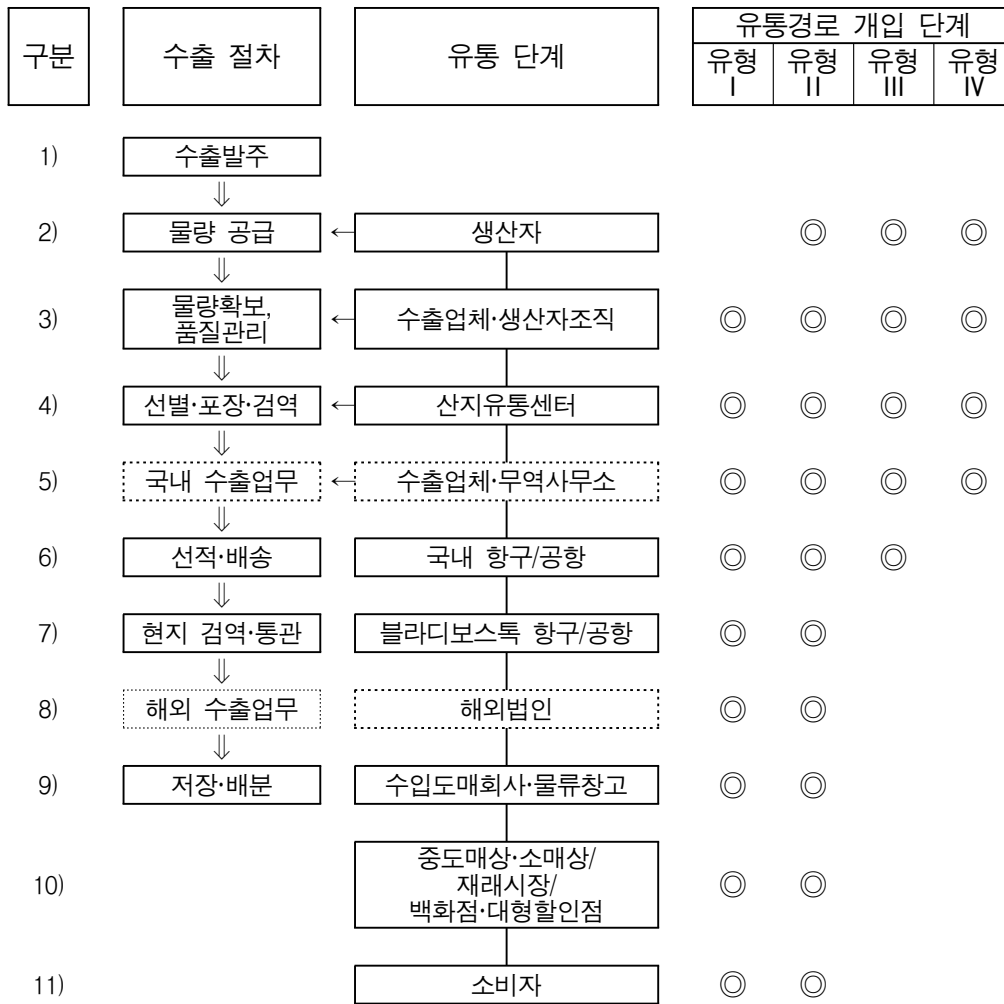 구분
수출 절차
유통 단계
유통경로 개입 단계
유형 I
유형 II
유형 III
유형 IV
1)
수출발주
⇓
2)
물량 공급
←
생산자
◎ ◎ ◎
⇓
3)
물량확보,
품질관리
←
수출업체·생산자조직
◎ ◎ ◎ ◎
⇓
4)
선별·포장·검역
←
산지유통센터
◎ ◎ ◎ ◎
⇓
5)
국내 수출업무
←
수출업체·무역사무소
◎ ◎ ◎ ◎
⇓
6)
선적·배송
국내 항구/공항
◎ ◎ ◎
⇓
7)
현지 검역·통관
블라디보스톡 항구/공항
◎ ◎
⇓
8)
해외 수출업무
해외법인
◎ ◎
⇓
9)
저장·배분
수입도매회사·물류창고
◎ ◎
10)
중도매상·소매상/
재래시장/
백화점·대형할인점
◎ ◎
11)
소비자
◎ ◎